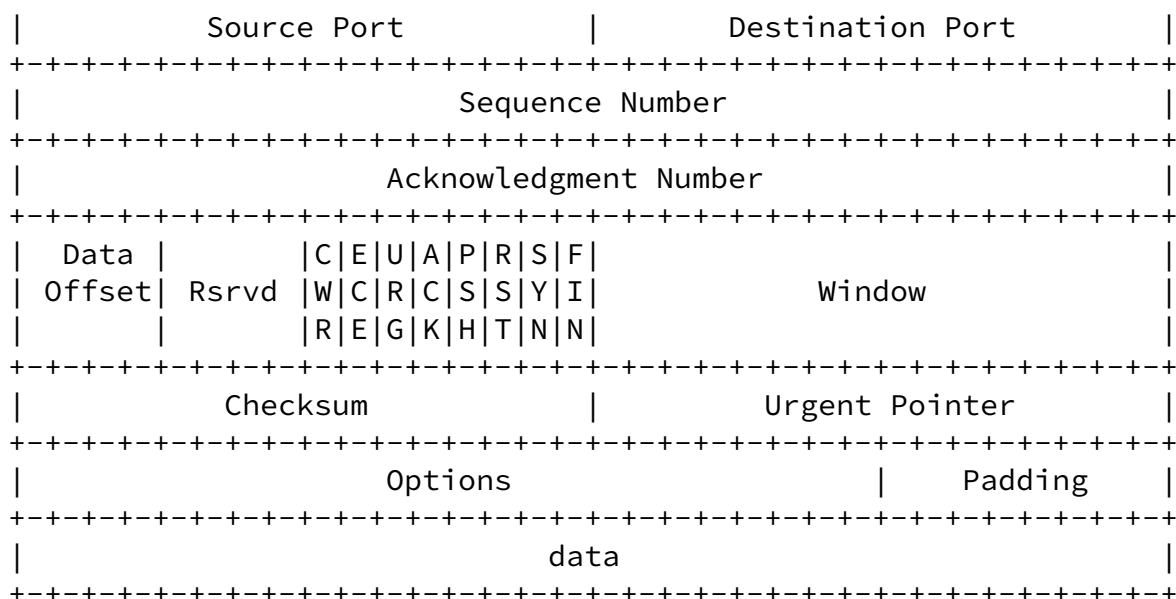 |          Source Port          |       Destination Port        |
+-+-+-+-+-+-+-+-+-+-+-+-+-+-+-+-+-+-+-+-+-+-+-+-+-+-+-+-+-+-+-+-+
|                        Sequence Number                        |
+-+-+-+-+-+-+-+-+-+-+-+-+-+-+-+-+-+-+-+-+-+-+-+-+-+-+-+-+-+-+-+-+
|                    Acknowledgment Number                      |
+-+-+-+-+-+-+-+-+-+-+-+-+-+-+-+-+-+-+-+-+-+-+-+-+-+-+-+-+-+-+-+-+
|  Data |       |C|E|U|A|P|R|S|F|                               |
| Offset| Rsrvd |W|C|R|C|S|S|Y|I|            Window             |
|       |       |R|E|G|K|H|T|N|N|                               |
+-+-+-+-+-+-+-+-+-+-+-+-+-+-+-+-+-+-+-+-+-+-+-+-+-+-+-+-+-+-+-+-+
|           Checksum            |         Urgent Pointer        |
+-+-+-+-+-+-+-+-+-+-+-+-+-+-+-+-+-+-+-+-+-+-+-+-+-+-+-+-+-+-+-+-+
|                    Options                    |    Padding    |
+-+-+-+-+-+-+-+-+-+-+-+-+-+-+-+-+-+-+-+-+-+-+-+-+-+-+-+-+-+-+-+-+
|                             data                              |
+-+-+-+-+-+-+-+-+-+-+-+-+-+-+-+-+-+-+-+-+-+-+-+-+-+-+-+-+-+-+-+-+